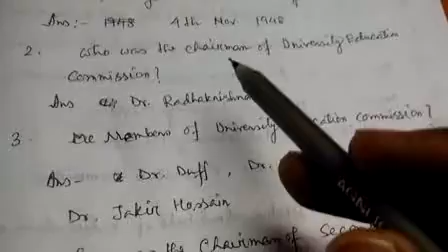 Ans :- 1948 4th Nov 1948
2. Who was the chairman of University Education
Commission?
Ans Dr. Radhakrishna
3. Members of University Commission?
Ans- Dr. Duff, Dr.
Dr. Jakir Hossain
the Chairman of